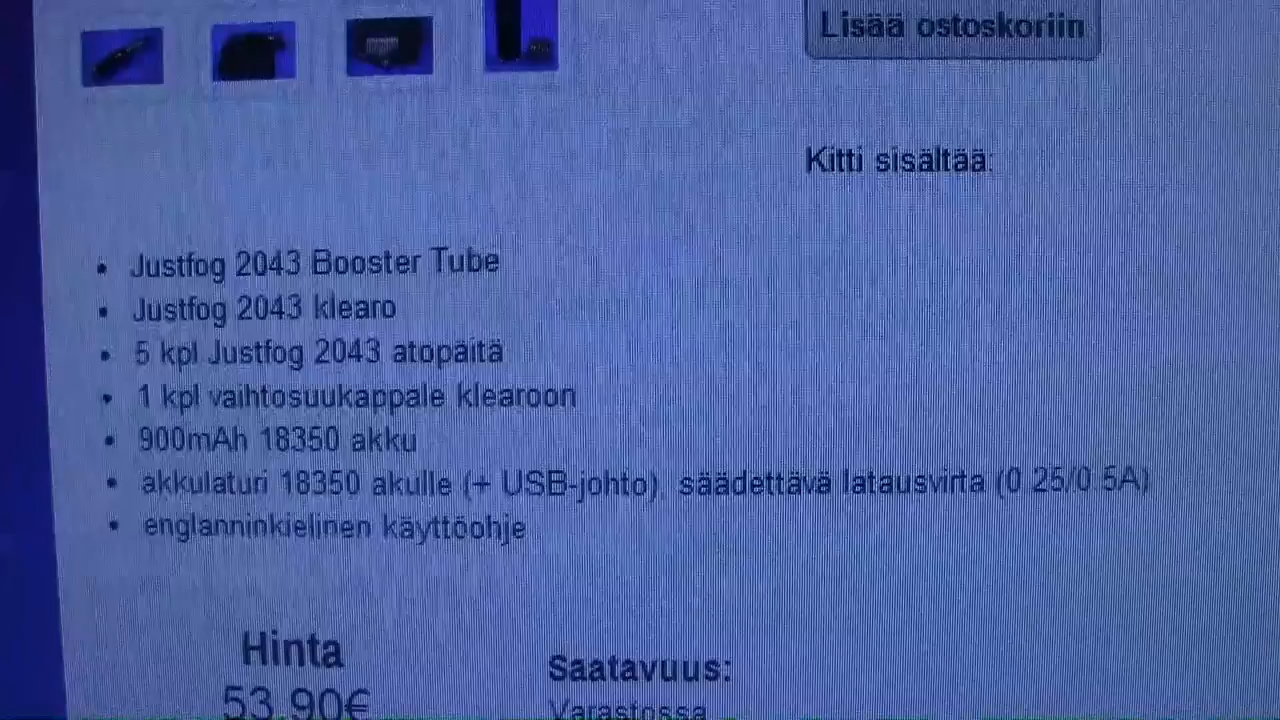 Lisää ostoskoriin
Kitti sisältää:
• Justfog 2043 Booster Tube
• Justfog 2043 klearo
• 5 kpl Justfog 2043 atopäitä
• 1 kpl vaihtosuukappale klearoon
• 900mAh 18350 akku
• akkulaturi 18350 akulle (+ USB-johto), säädettävä latausvirta (0.25/0.5A)
• englanninkielinen käyttöohje
Hinta
53,90€
Saatavuus:
Varastossa